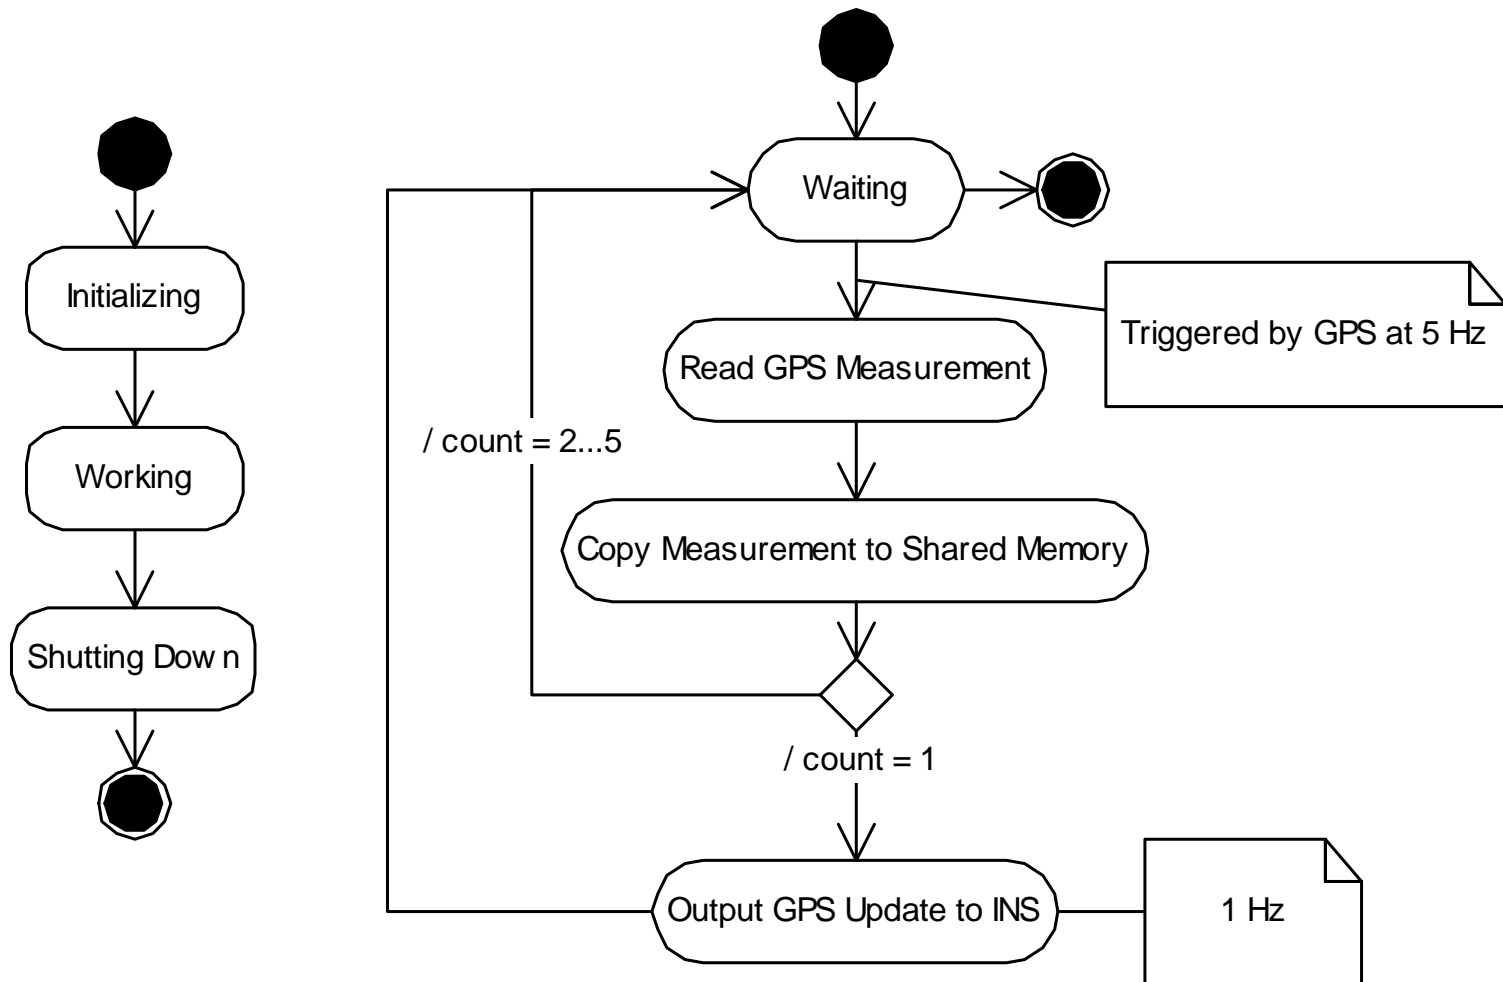 Initializing
Working
Shutting Down
Waiting
Triggered by GPS at 5 Hz
Read GPS Measurement
/ count = 2...5
Copy Measurement to Shared Memory
/ count = 1
Output GPS Update to INS
1 Hz